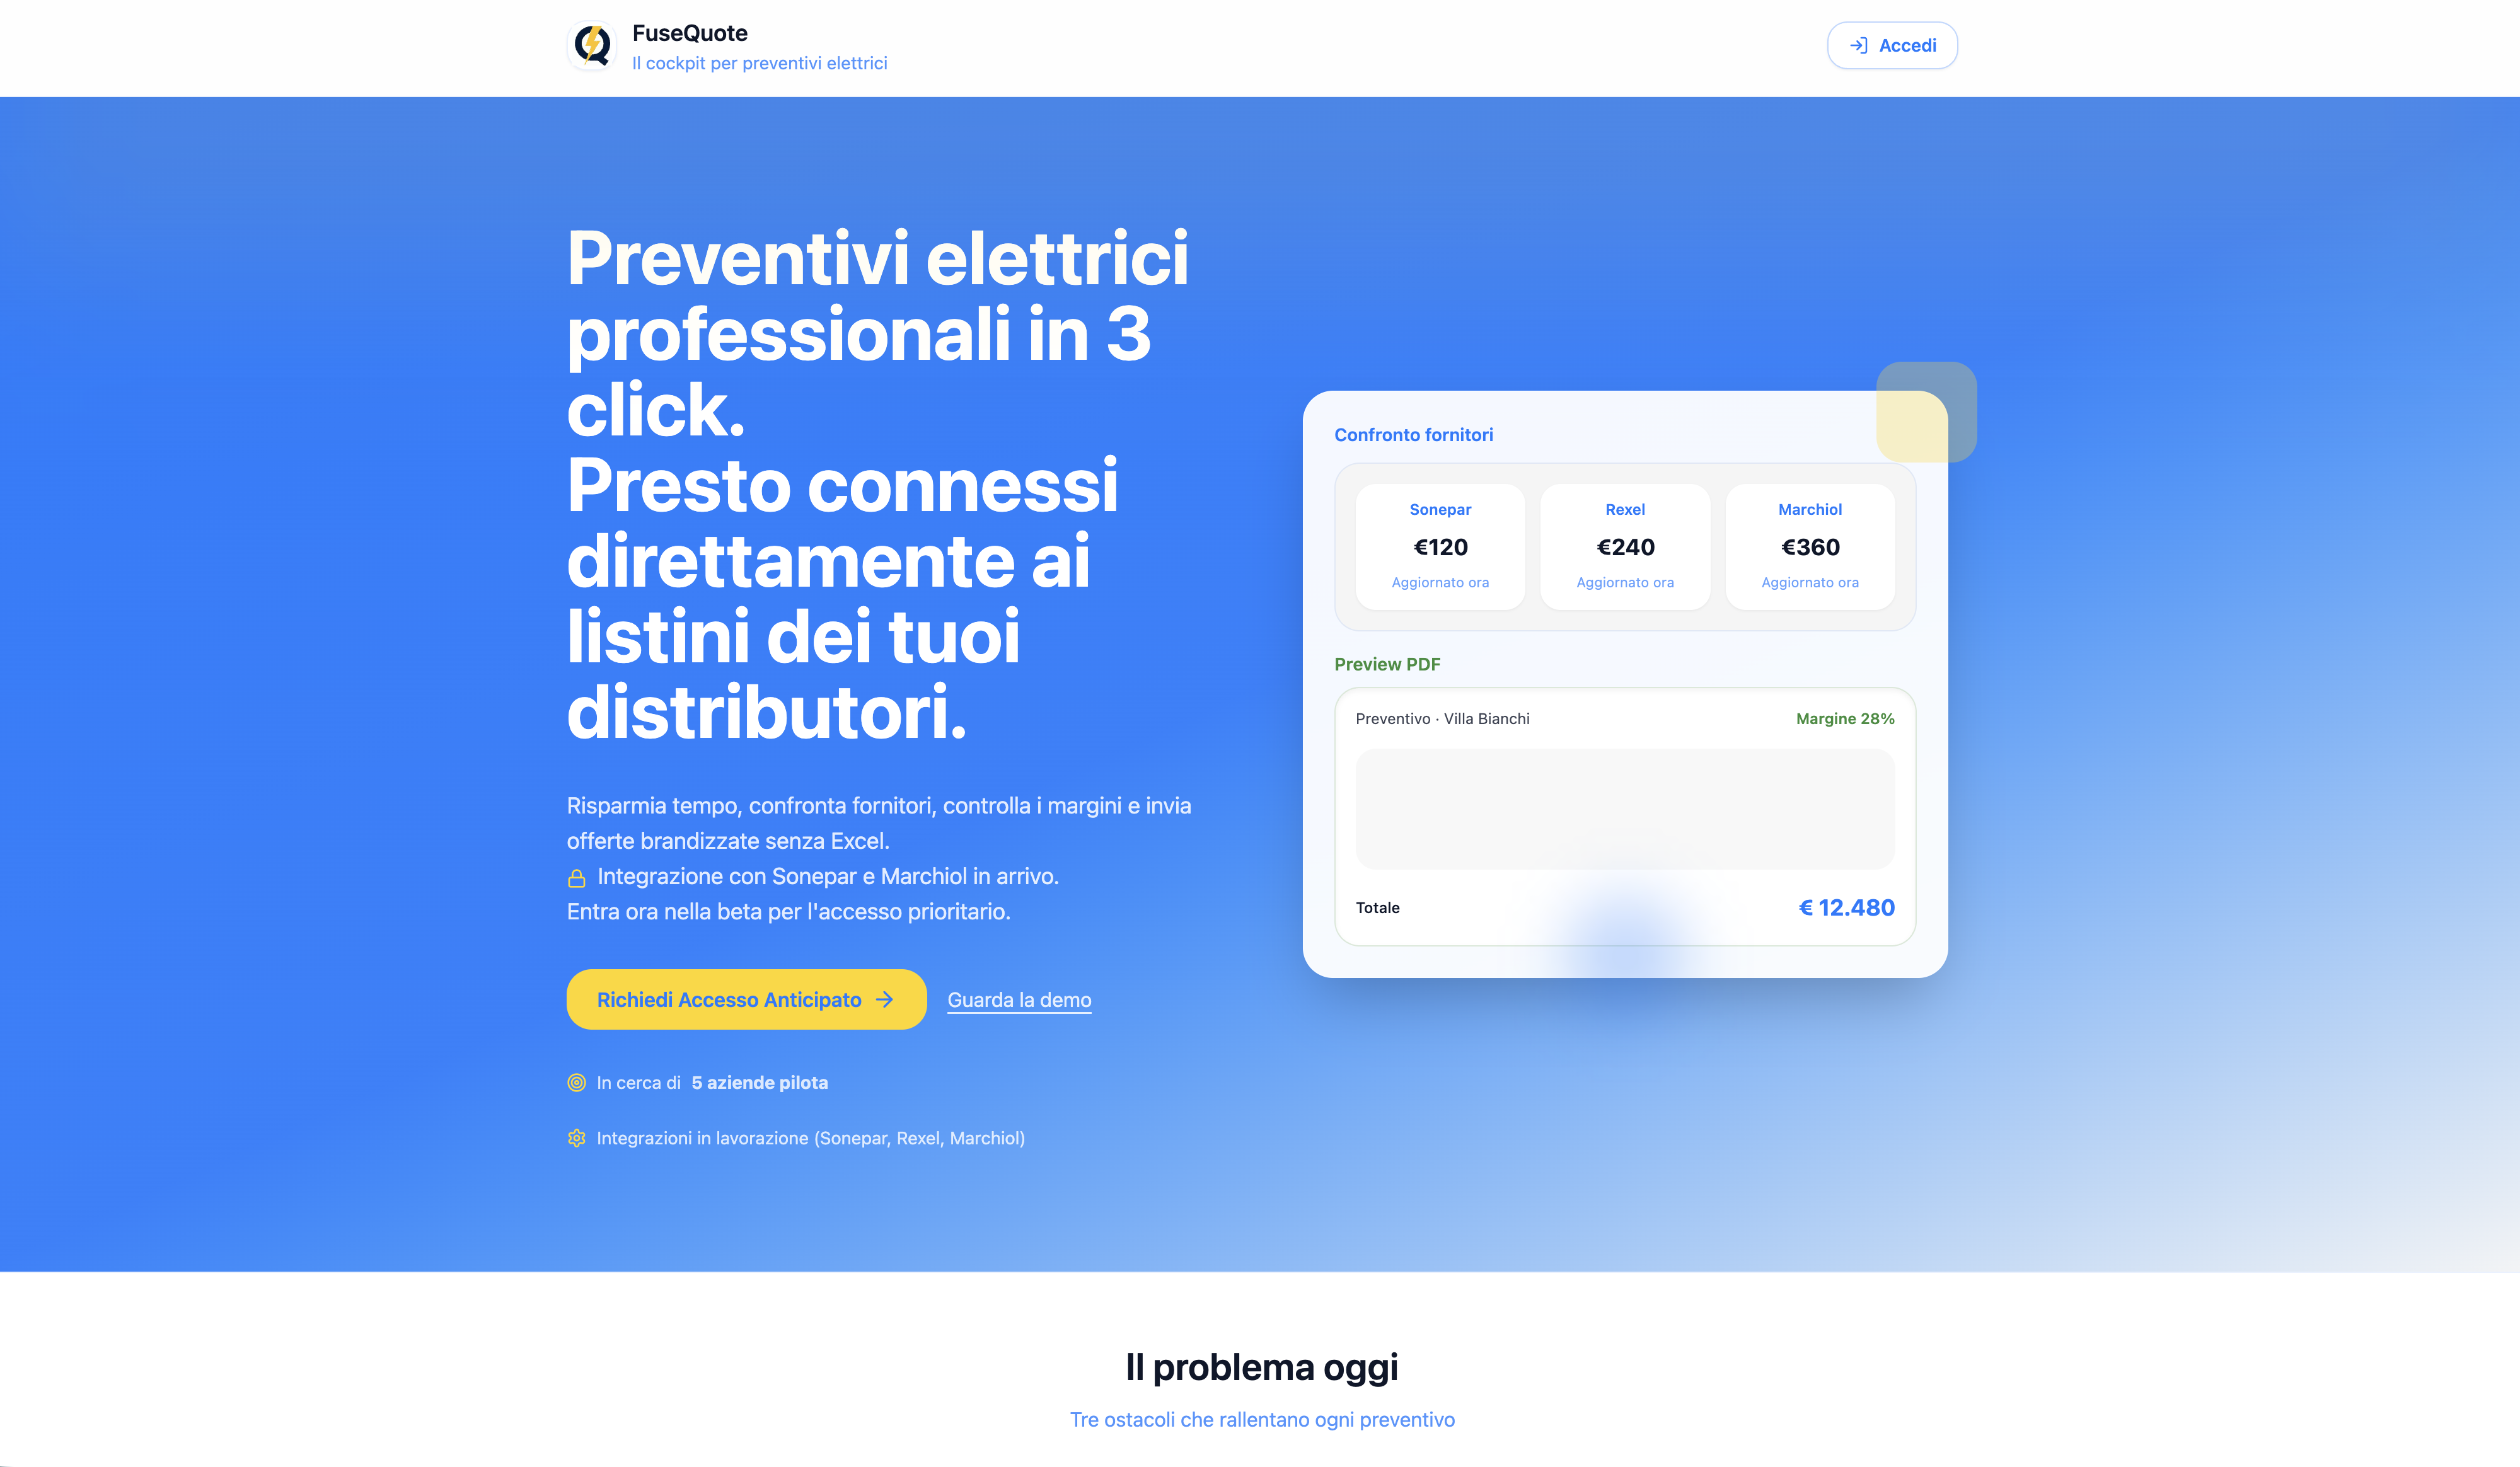 FuseQuote
Il cockpit per preventivi elettrici
Accedi
Preventivi elettrici
professionali in 3
click.
Presto connessi
direttamente ai
listini dei tuoi
distributori.
Risparmia tempo, confronta fornitori, controlla i margini e invia
offerte brandizzate senza Excel.
Integrazione con Sonepar e Marchiol in arrivo.
Entra ora nella beta per l'accesso prioritario.
Richiedi Accesso Anticipato
Guarda la demo
In cerca di 5 aziende pilota
Integrazioni in lavorazione (Sonepar, Rexel, Marchiol)
Confronto fornitori
Sonepar
€120
Aggiornato ora
Rexel
€240
Aggiornato ora
Marchiol
€360
Aggiornato ora
Preview PDF
Preventivo · Villa Bianchi
Margine 28%
Totale
€ 12.480
Il problema oggi
Tre ostacoli che rallentano ogni preventivo